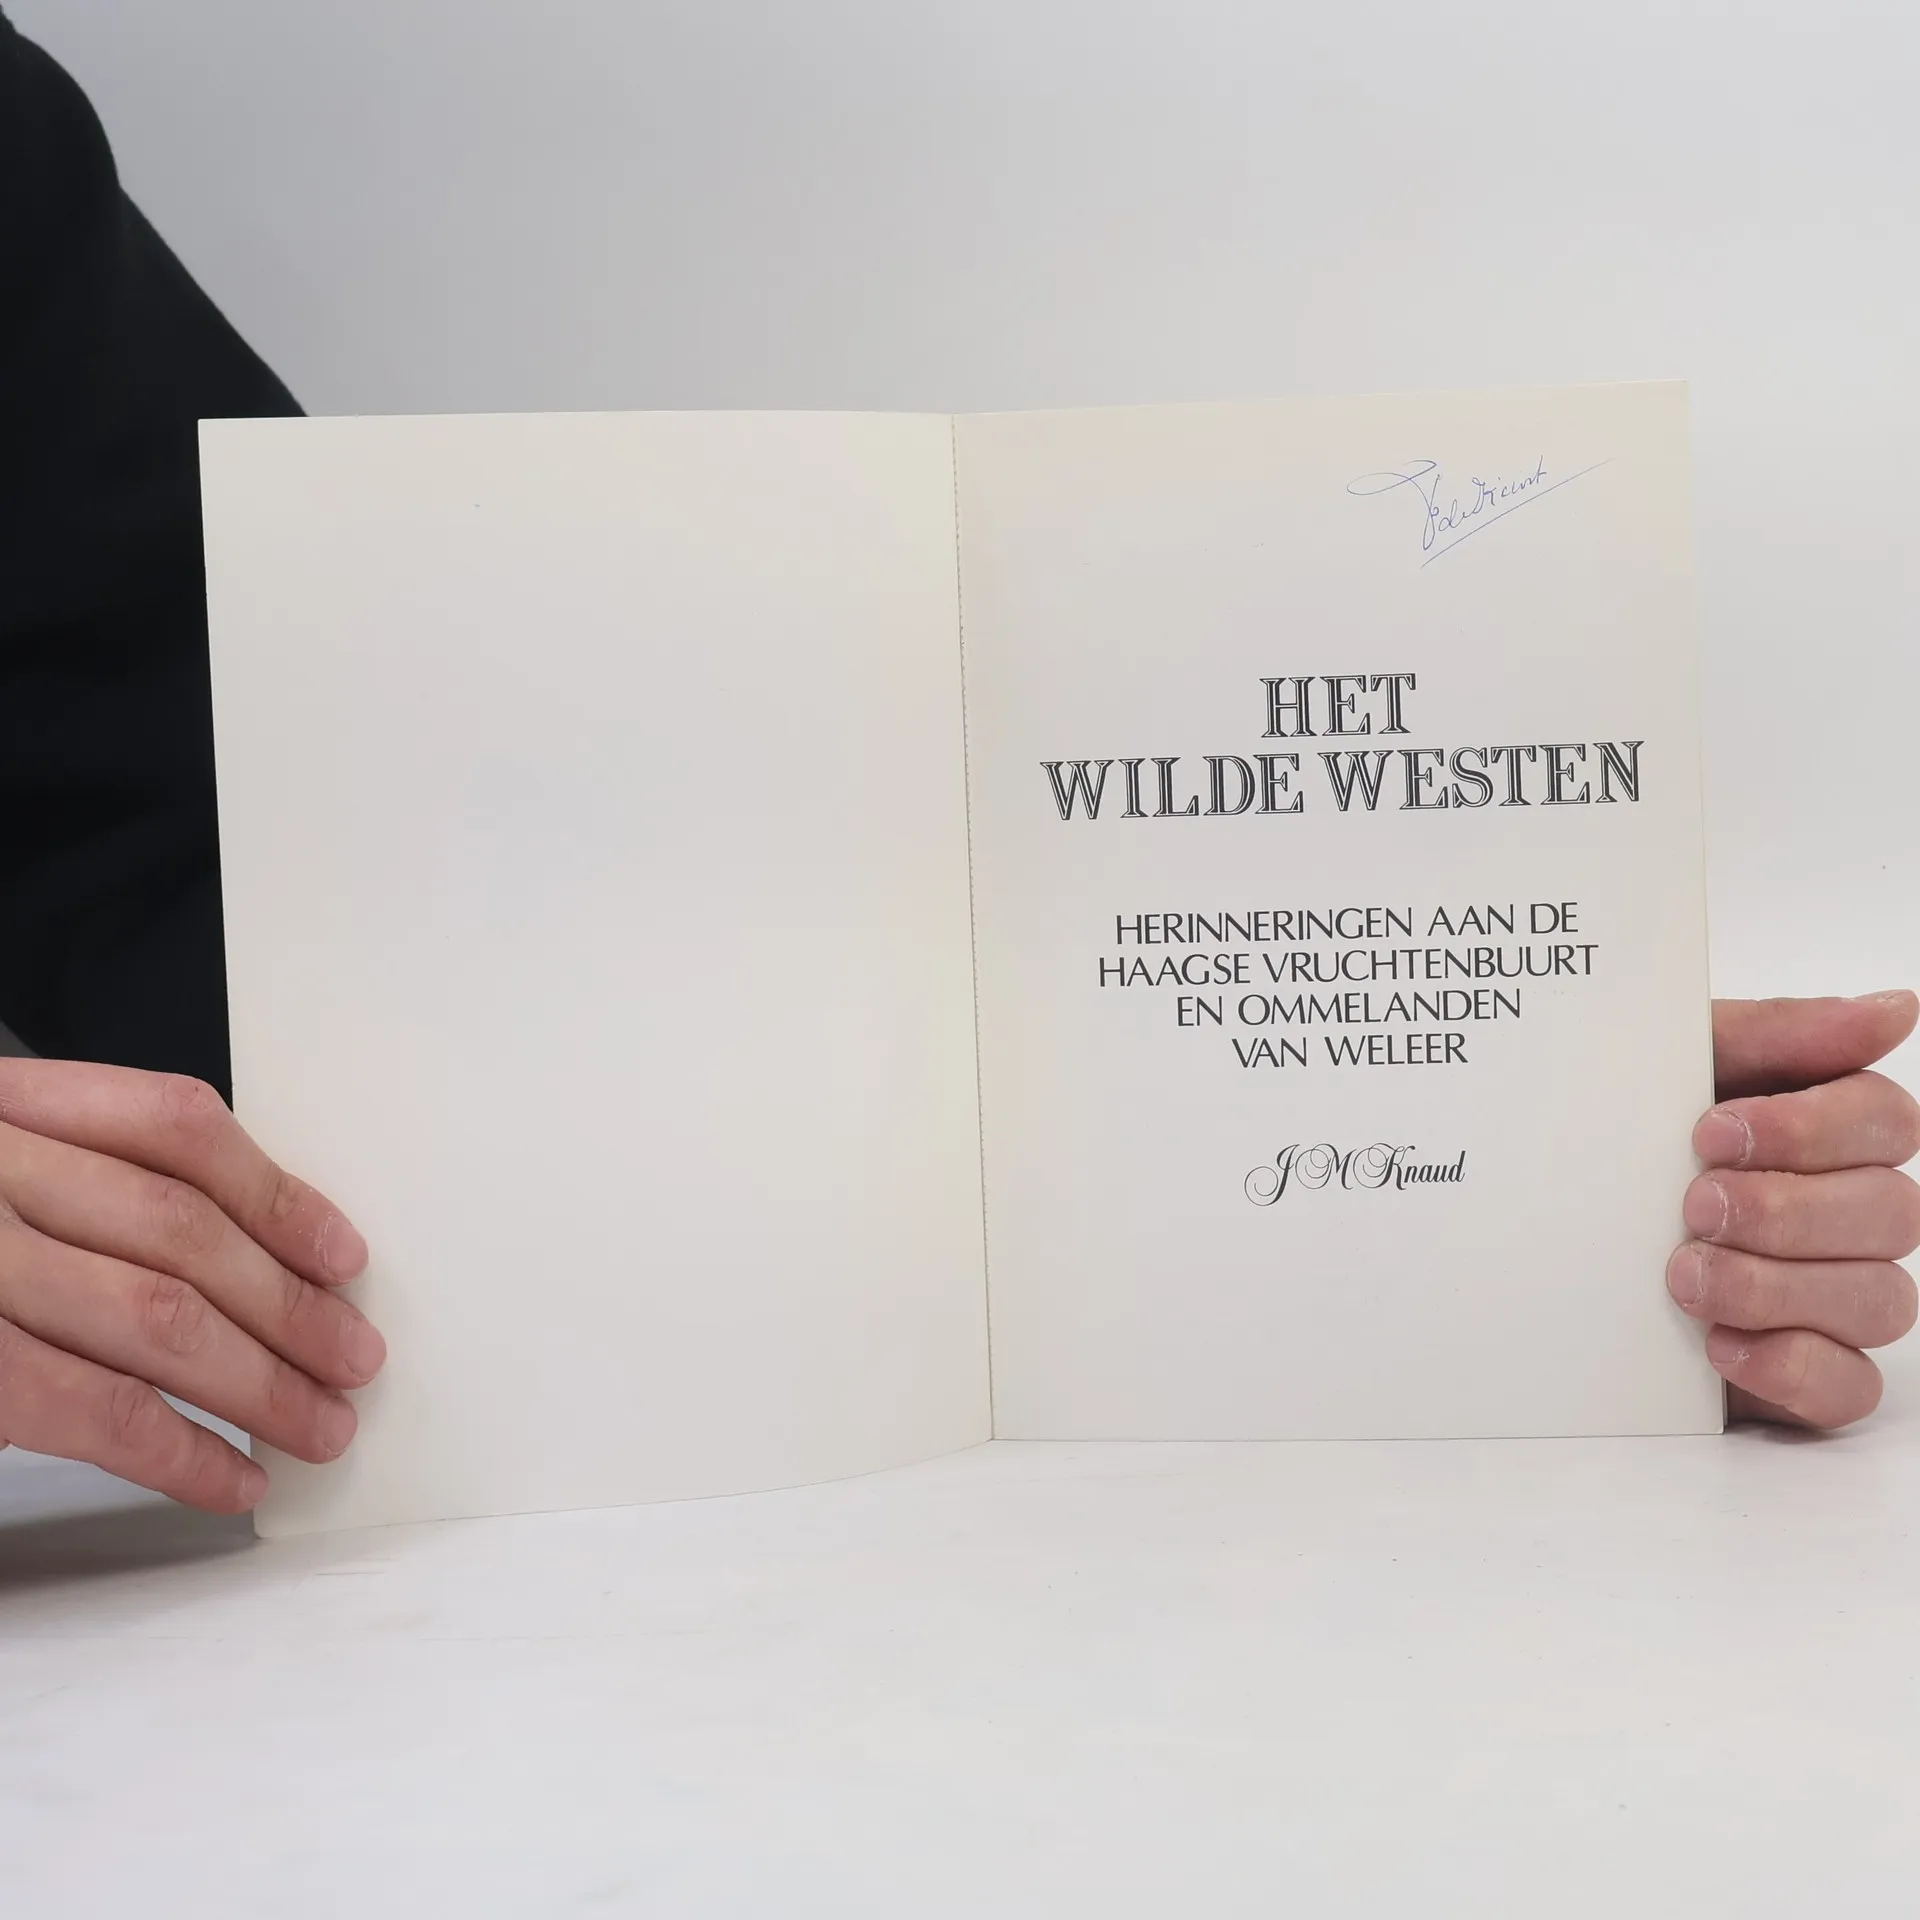 HET
WILDE WESTEN
HERINNERINGEN AAN DE
HAAGSE VRUCHTENBUURT
EN OMMELANDEN
VAN WELEER
J M Knaud